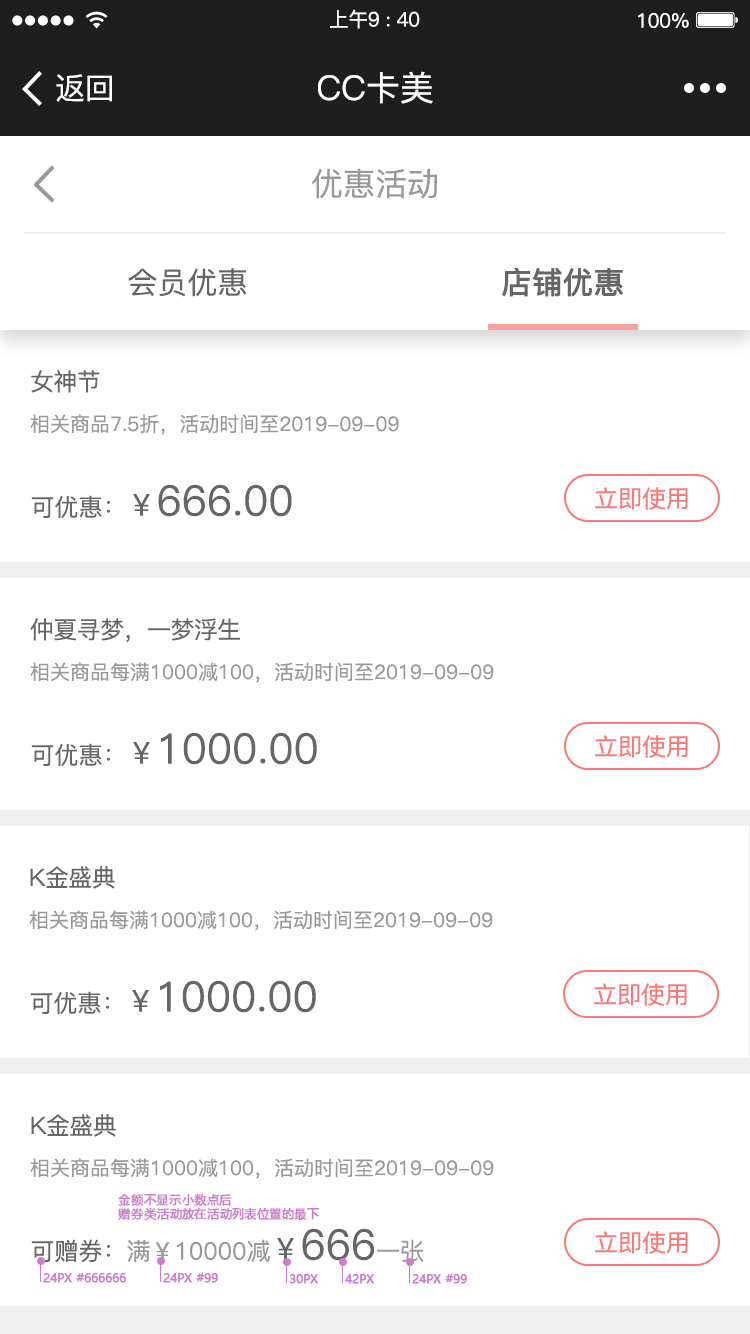 上午9 : 40
100%
返回
CC卡美
优惠活动
会员优惠
店铺优惠
女神节
相关商品7.5折，活动时间至2019-09-09
可优惠：￥666.00
立即使用
仲夏寻梦，一梦浮生
相关商品每满1000减100，活动时间至2019-09-09
可优惠：￥1000.00
立即使用
K金盛典
相关商品每满1000减100，活动时间至2019-09-09
可优惠：￥1000.00
立即使用
K金盛典
相关商品每满1000减100，活动时间至2019-09-09
金额不显示小数点后
赠券类活动放在活动列表位置的最下
可赠券：满￥10000减￥666一张
立即使用
24PX #666666
24PX #99
30PX
42PX
24PX #99